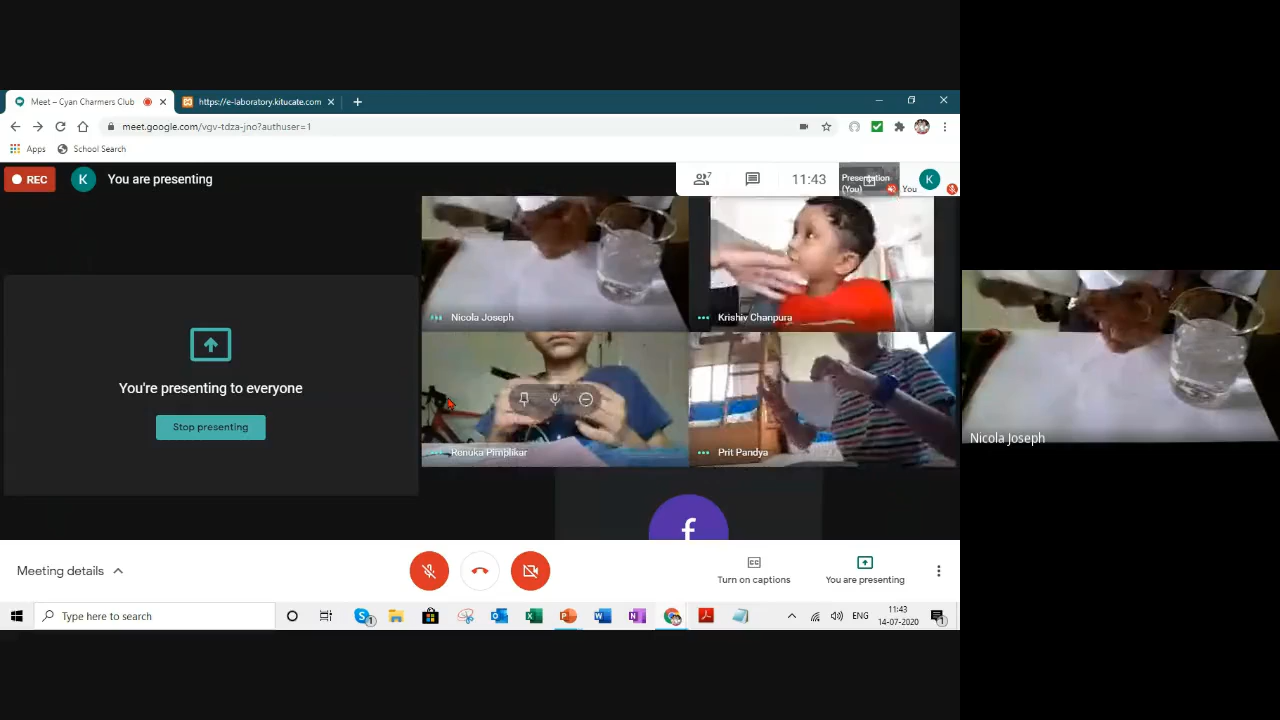 Meet – Cyan Charmers Club
https://e-laboratory.kitucate.com
meet.google.com/vgv-tdza-jno?authuser=1
Apps
School Search
REC
K
You are presenting
7
11:43
Presentation
(You)
You
K
Nicola Joseph
Krishiv Chanpura
You're presenting to everyone
Stop presenting
Renuka Pimplikar
Prit Pandya
Nicola Joseph
f
Meeting details
Turn on captions
You are presenting
Type here to search
ENG
11:43
14-07-2020